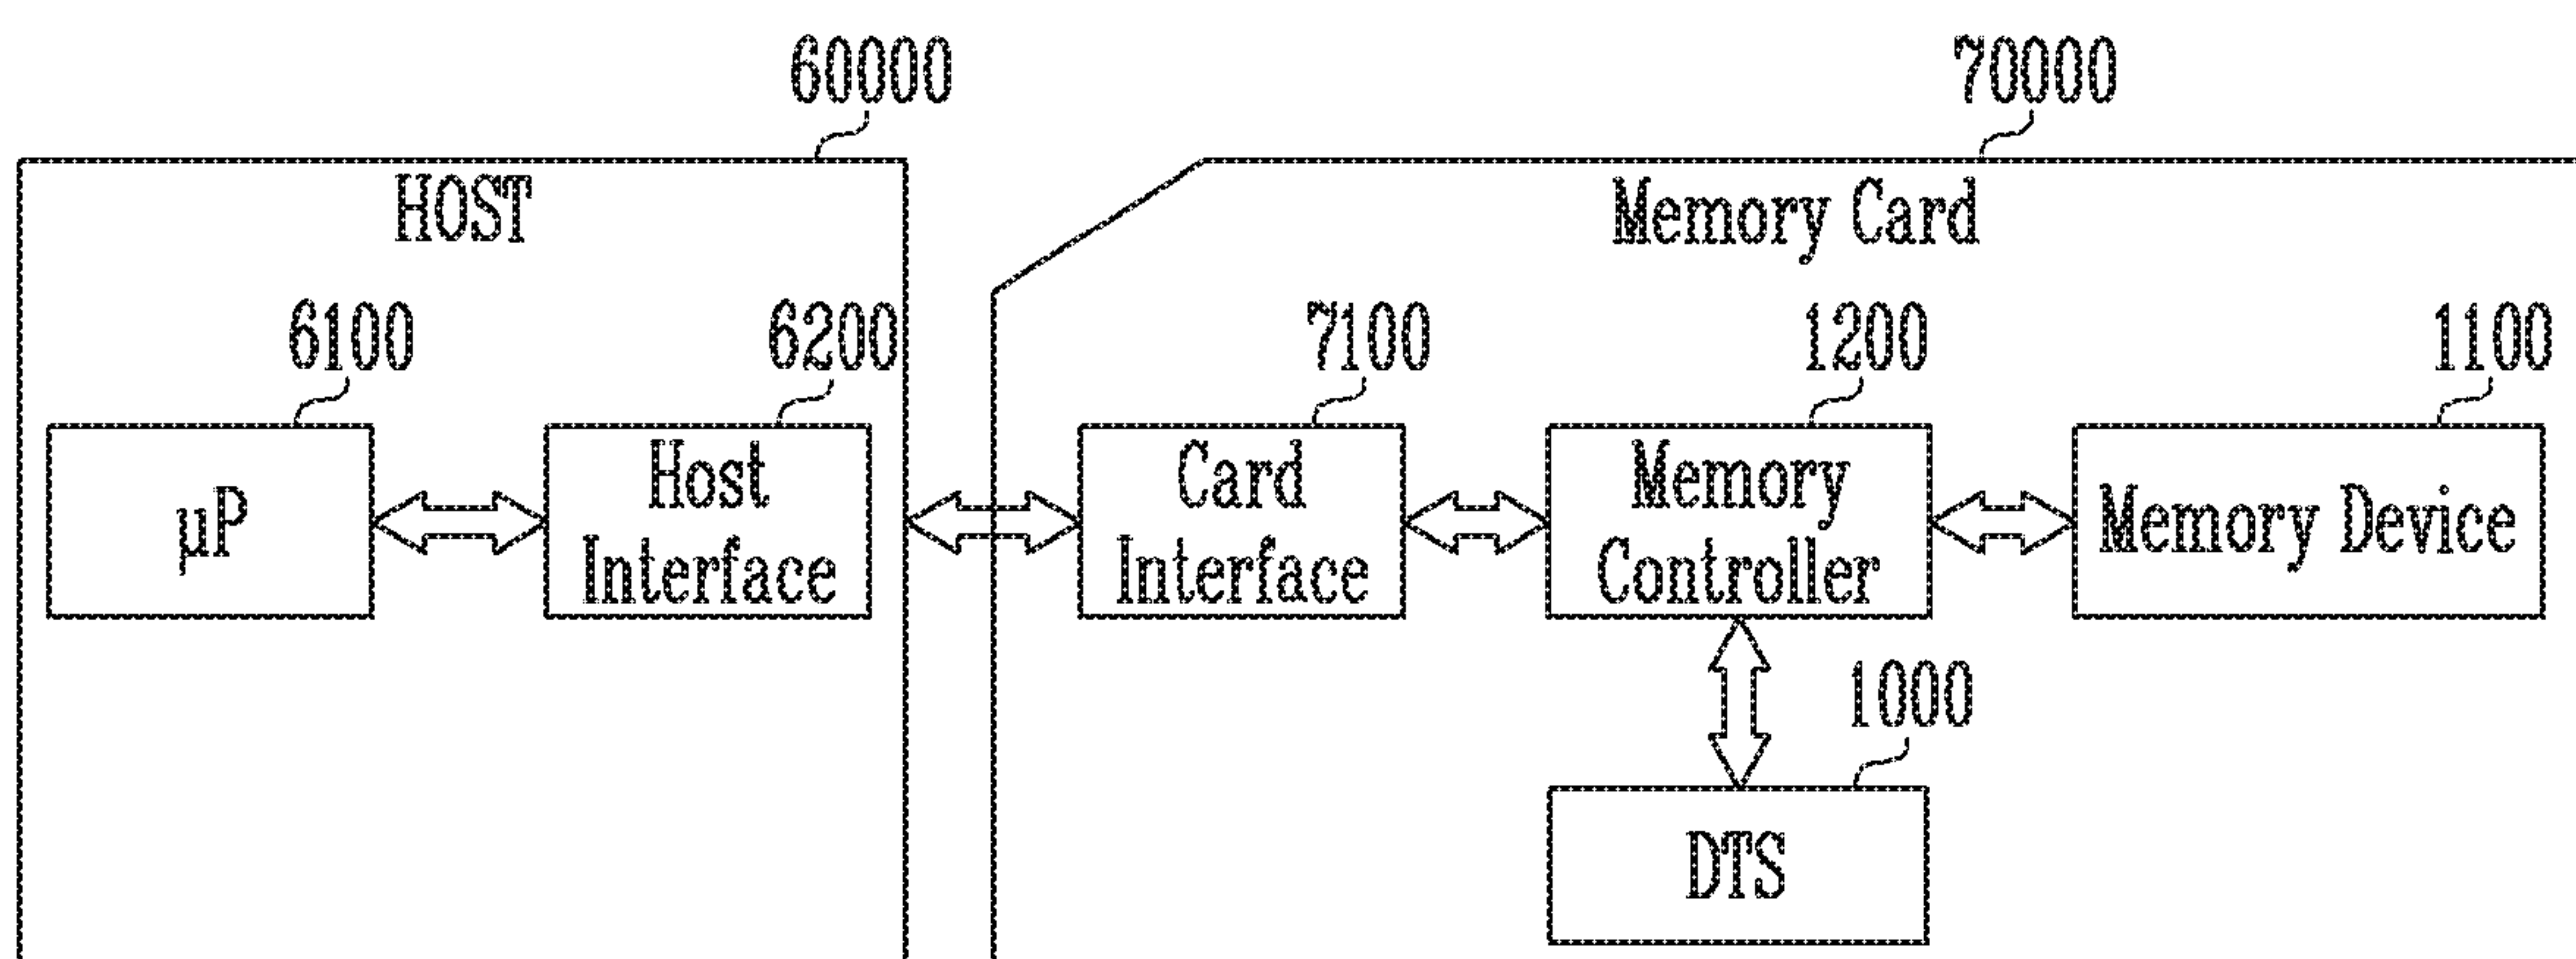 60000
70000
HOST
Memory Card
6100
6200
7100
1200
1100
µP
Host
Interface
Card
Interface
Memory
Controller
Memory Device
1000
DTS